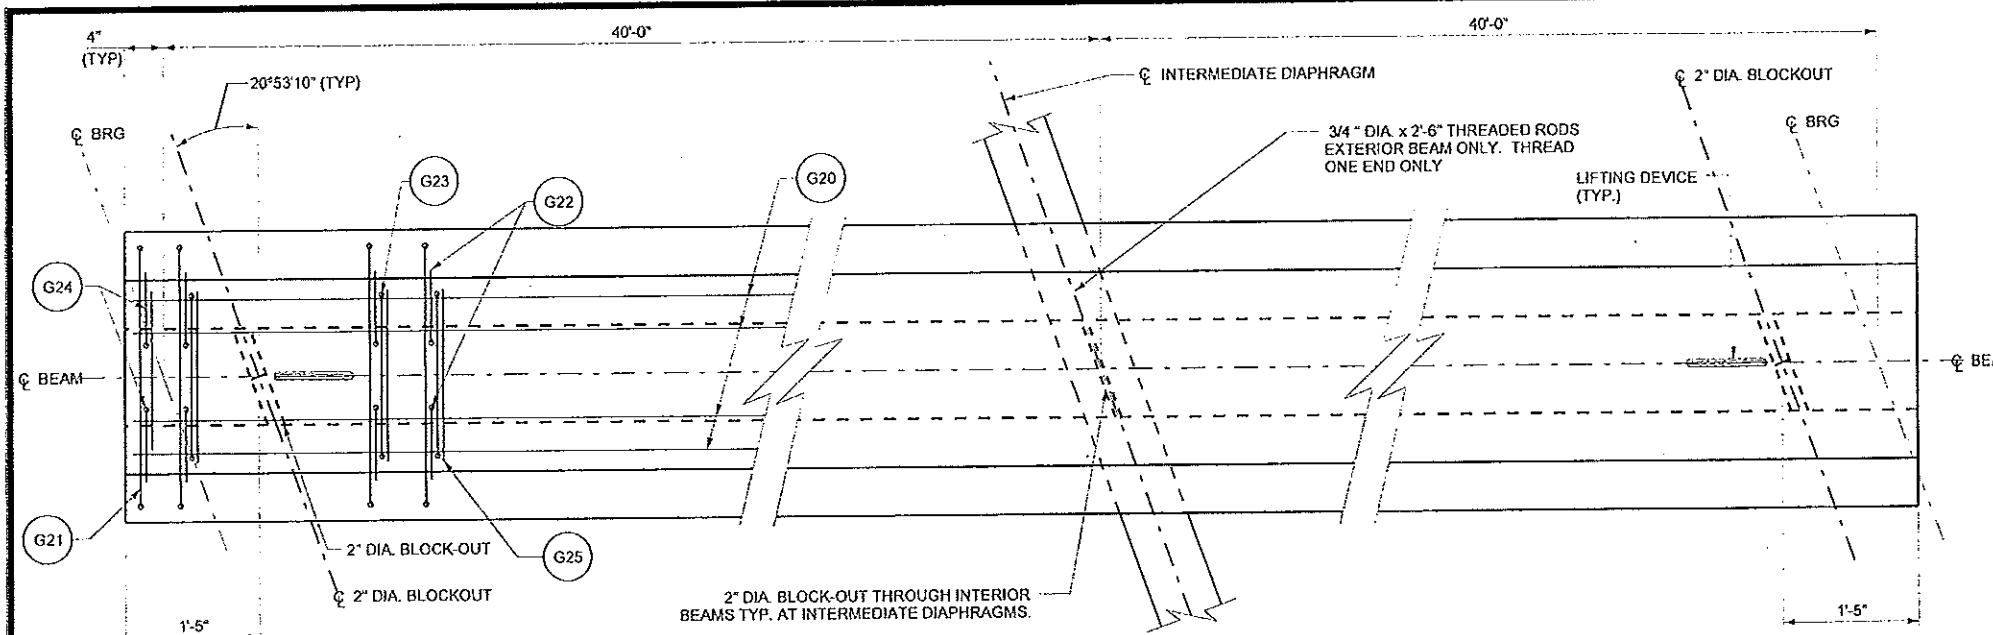 4"
(TYP)
40'-0"
40'-0"
20°53'10" (TYP)
℄ INTERMEDIATE DIAPHRAGM
℄ 2" DIA. BLOCKOUT
℄ BRG
℄ BRG
3/4 " DIA. x 2'-6" THREADED RODS
EXTERIOR BEAM ONLY. THREAD
ONE END ONLY
LIFTING DEVICE
(TYP.)
G23
G22
G20
G24
℄ BEAM
℄ BE
G21
2" DIA. BLOCK-OUT
G25
℄ 2" DIA. BLOCKOUT
2" DIA. BLOCK-OUT THROUGH INTERIOR
BEAMS TYP. AT INTERMEDIATE DIAPHRAGMS.
1'-5"
1'-5"